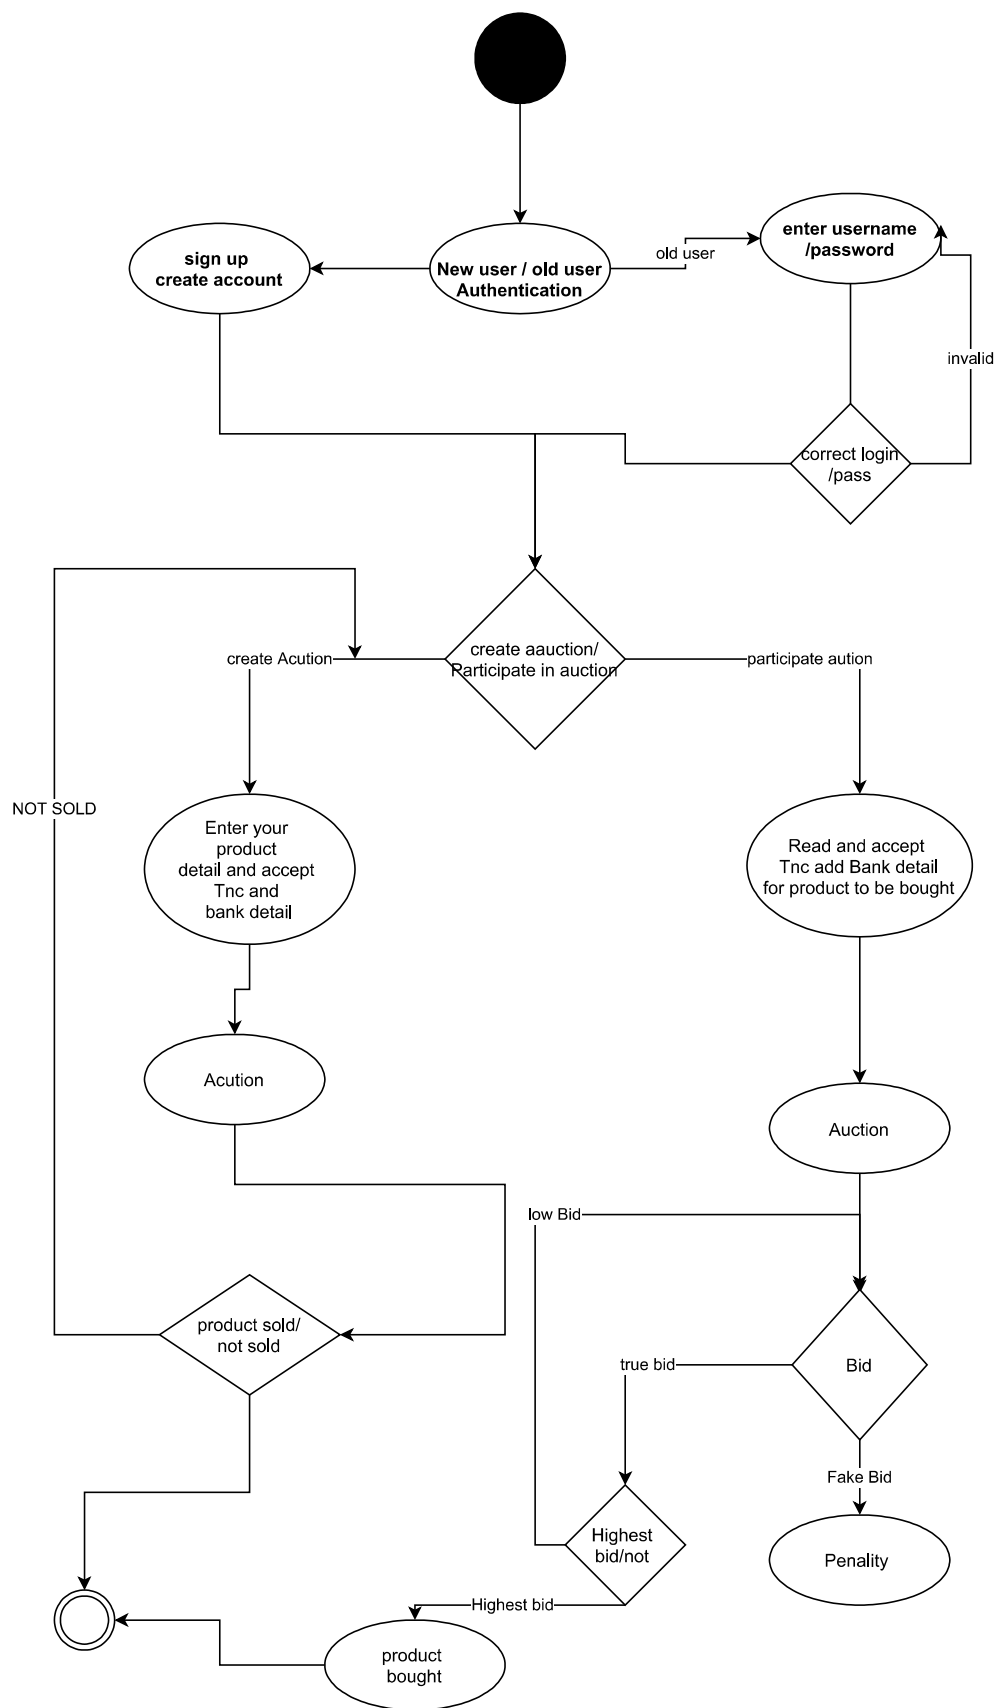 enter username
/password
old user
sign up
create account
New user / old user
Authentication
invalid
correct login
/pass
create aauction/
Participate in auction
create Acution
participate aution
NOT SOLD
Enter your
product
detail and accept
Tnc and
bank detail
Read and accept
Tnc add Bank detail
for product to be bought
Acution
Auction
low Bid
product sold/
not sold
true bid
Bid
Fake Bid
Highest
bid/not
Penality
Highest bid
product
bought